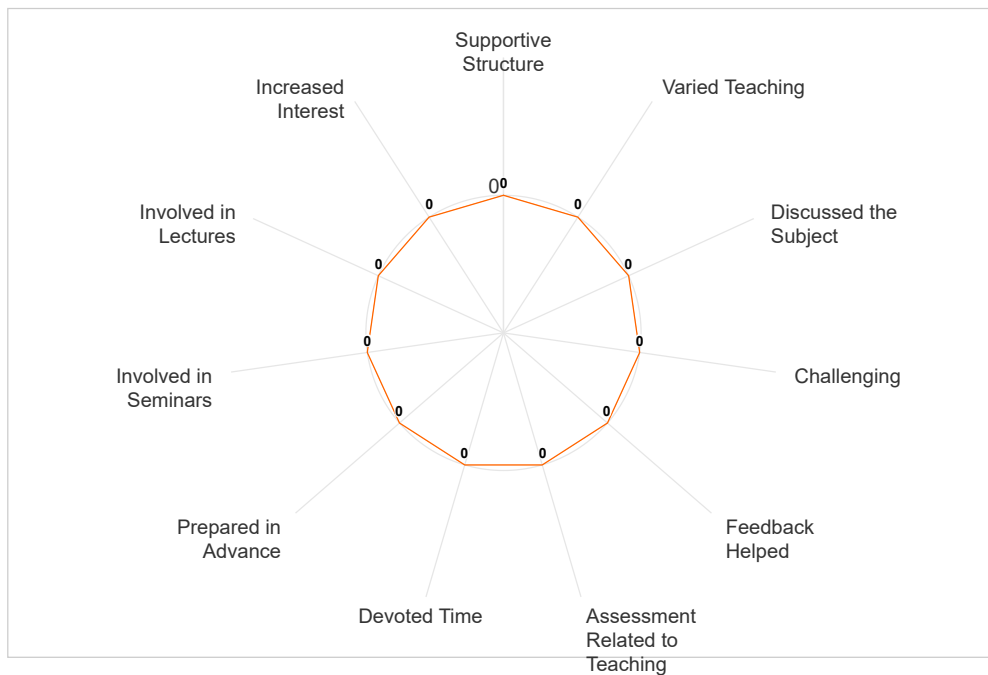 Supportive
Structure
Increased
Interest
Varied Teaching
0
0
0
0
Involved in
Lectures
Discussed the
Subject
0
0
0
0
Involved in
Seminars
Challenging
0
0
0
0
Prepared in
Advance
Feedback
Helped
Devoted Time
Assessment
Related to
Teaching